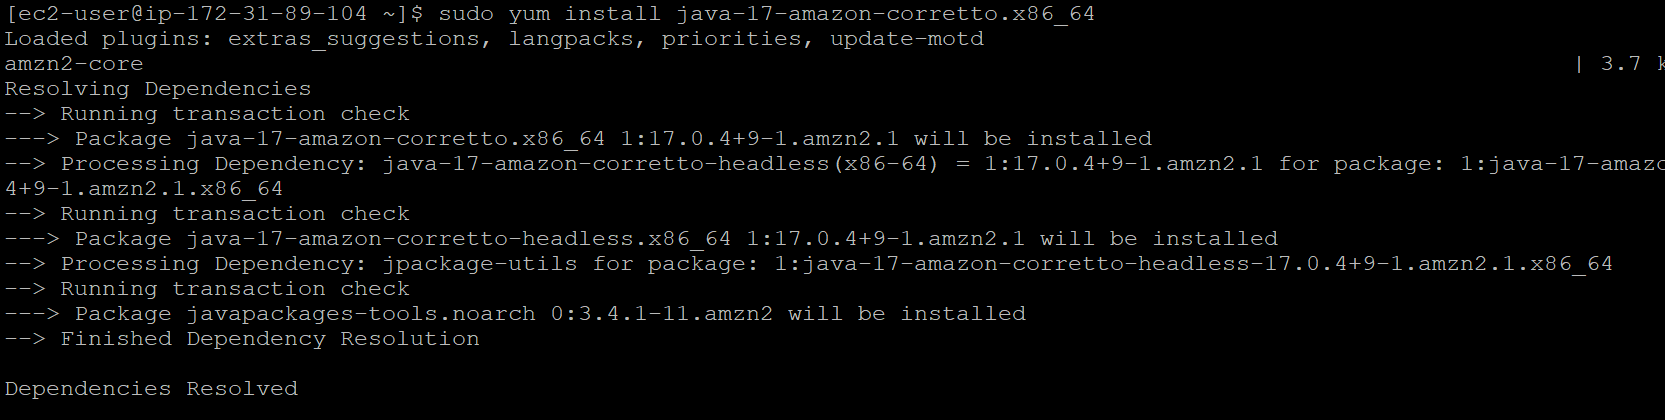 [ec2-user@ip-172-31-89-104 ~]$ sudo yum install java-17-amazon-corretto.x86_64
Loaded plugins: extras_suggestions, langpacks, priorities, update-motd
amzn2-core | 3.7 k
Resolving Dependencies
--> Running transaction check
---> Package java-17-amazon-corretto.x86_64 1:17.0.4+9-1.amzn2.1 will be installed
--> Processing Dependency: java-17-amazon-corretto-headless(x86-64) = 1:17.0.4+9-1.amzn2.1 for package: 1:java-17-amazo
4+9-1.amzn2.1.x86_64
--> Running transaction check
---> Package java-17-amazon-corretto-headless.x86_64 1:17.0.4+9-1.amzn2.1 will be installed
--> Processing Dependency: jpackage-utils for package: 1:java-17-amazon-corretto-headless-17.0.4+9-1.amzn2.1.x86_64
--> Running transaction check
---> Package javapackages-tools.noarch 0:3.4.1-11.amzn2 will be installed
--> Finished Dependency Resolution
Dependencies Resolved